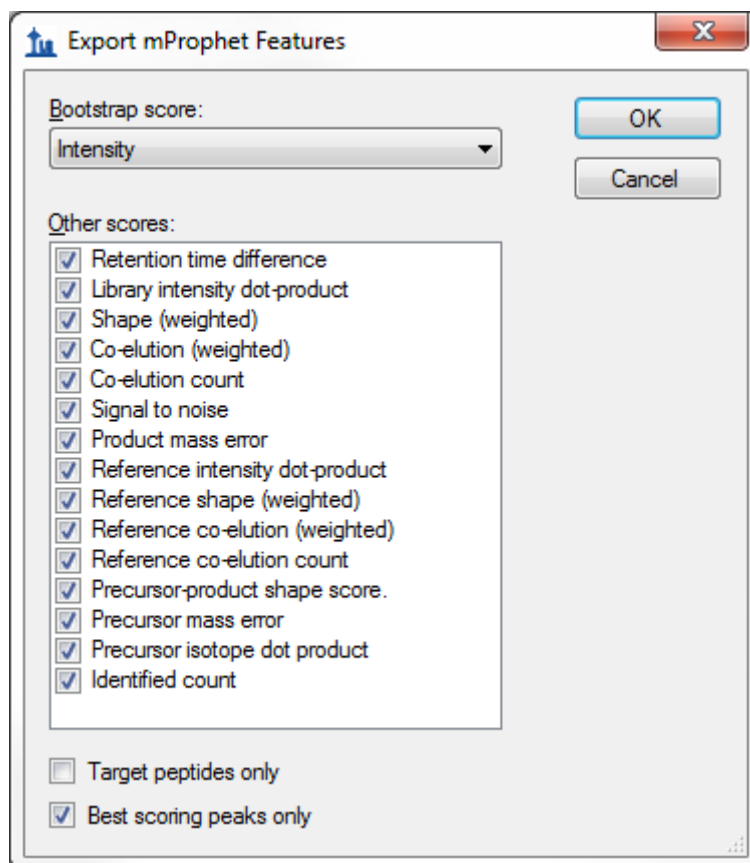 Export mProphet Features
Bootstrap score:
Intensity
OK
Cancel
Other scores:
Retention time difference
Library intensity dot-product
Shape (weighted)
Co-elution (weighted)
Co-elution count
Signal to noise
Product mass error
Reference intensity dot-product
Reference shape (weighted)
Reference co-elution (weighted)
Reference co-elution count
Precursor-product shape score.
Precursor mass error
Precursor isotope dot product
Identified count
Target peptides only
Best scoring peaks only